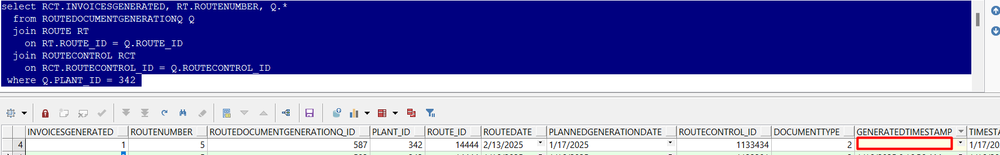 select RCT.INVOICESGENERATED, RT.ROUTENUMBER, Q.*
from ROUTEDOCUMENTGENERATIONQ Q
join ROUTE RT
on RT.ROUTE_ID = Q.ROUTE_ID
join ROUTECONTROL RCT
on RCT.ROUTECONTROL_ID = Q.ROUTECONTROL_ID
where Q.PLANT_ID = 342
INVOICESGENERATED ROUTENUMBER ROUTEDOCUMENTGENERATIONQ_ID PLANT_ID ROUTE_ID ROUTEDATE PLANNEDGENERATIONDATE ROUTECONTROL_ID DOCUMENTTYPE GENERATEDTIMESTAMP TIMESTA
4 1 5 587 342 14444 2/13/2025 1/17/2025 1133434 2 1/17/20